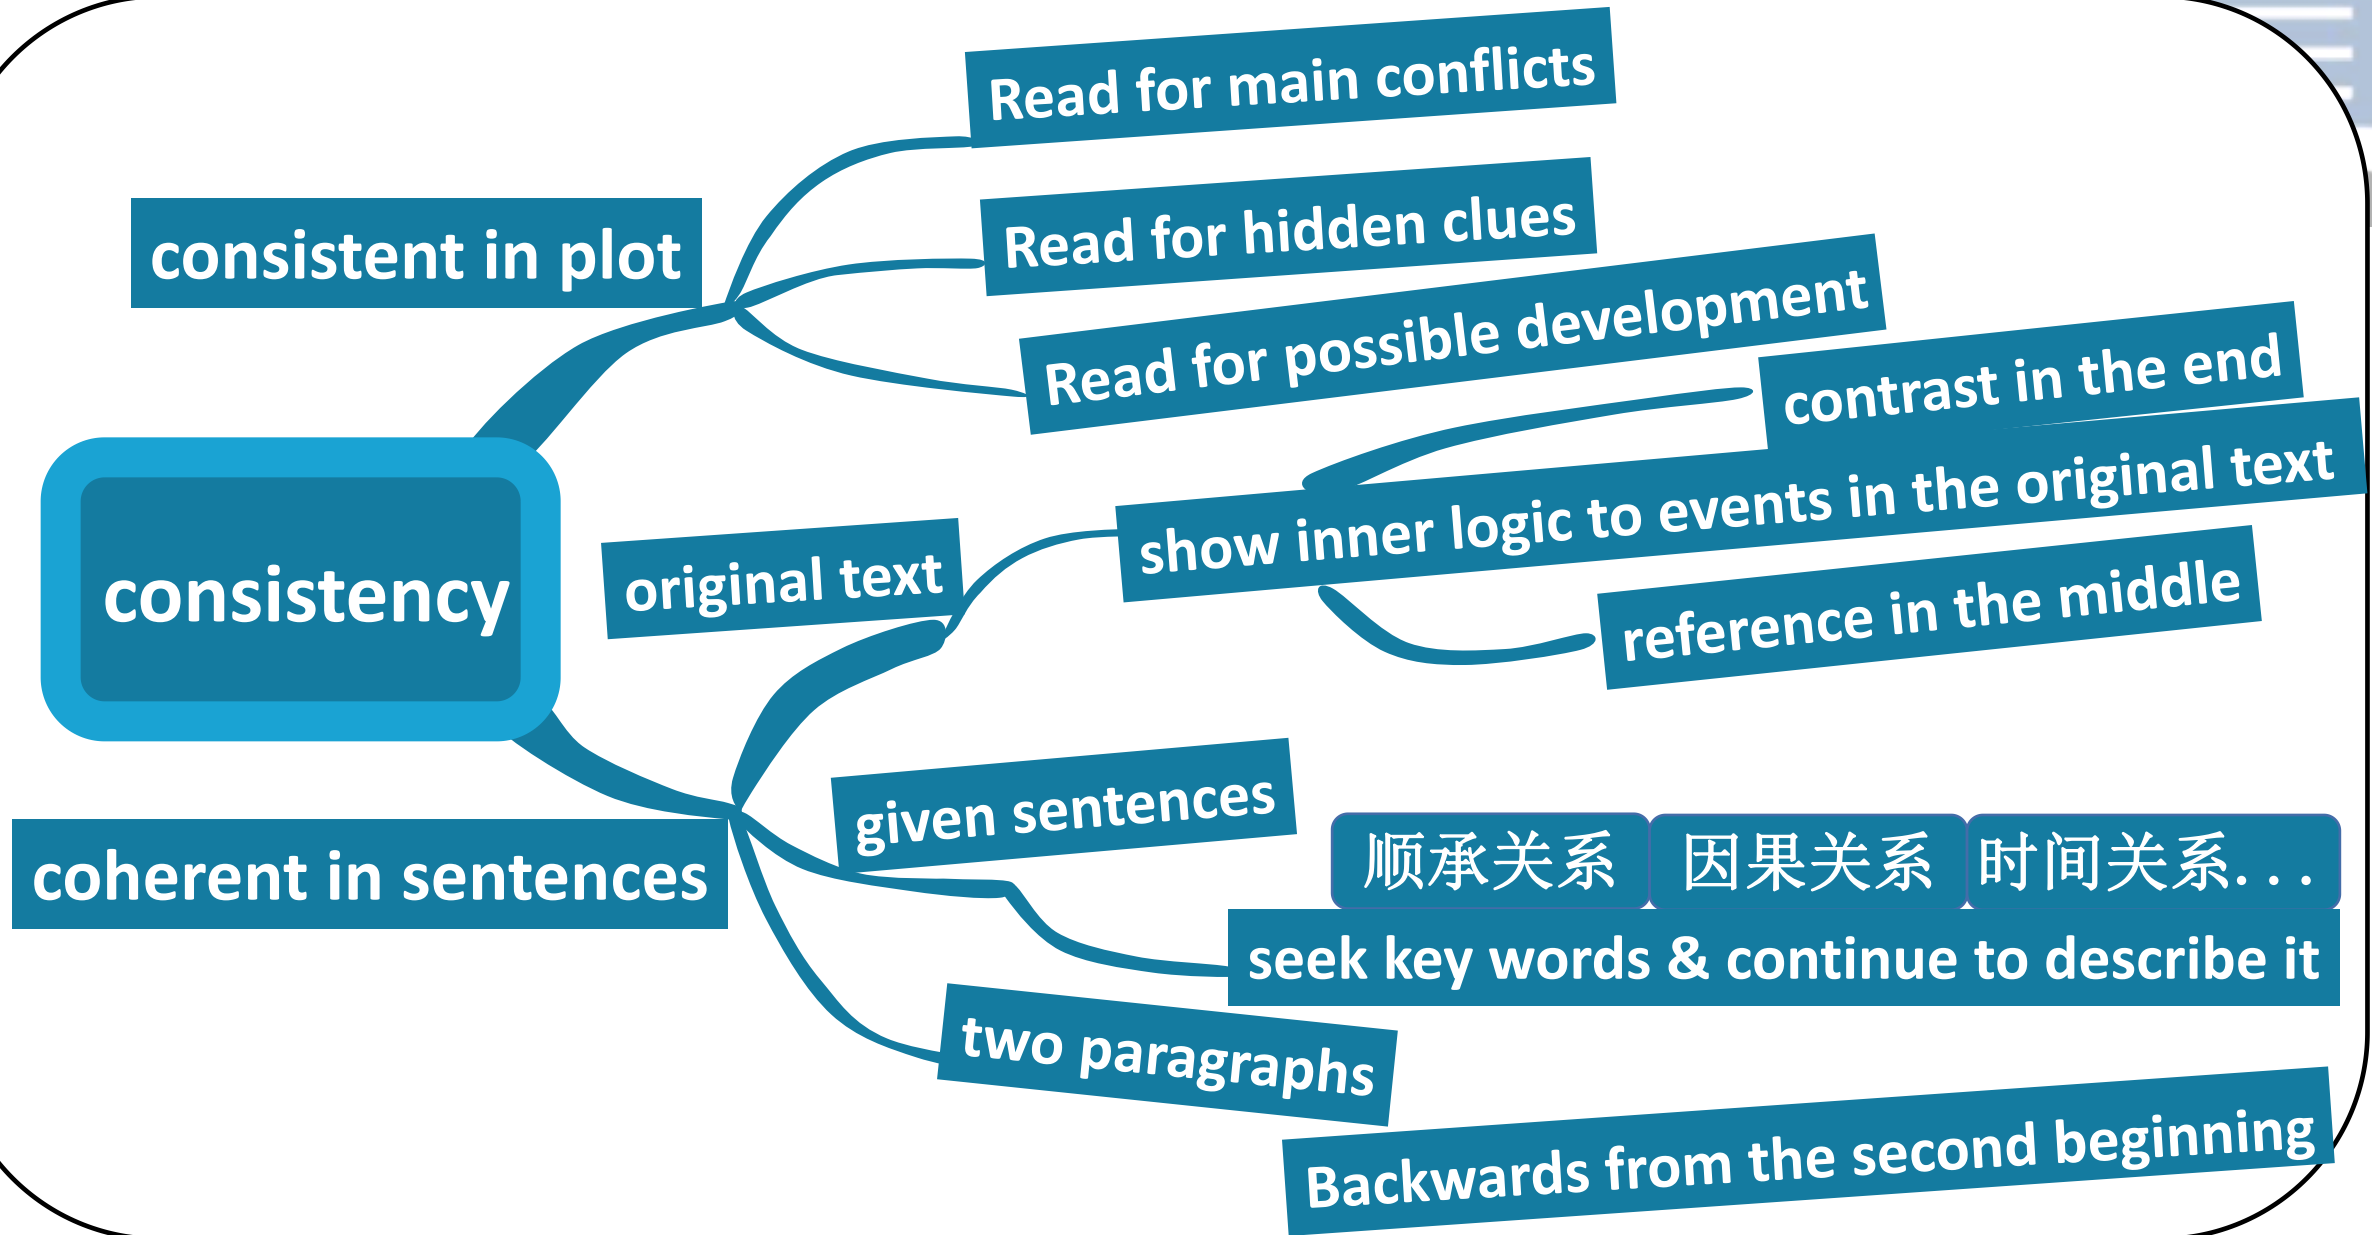 Read for main conflicts
consistent in plot
Read for hidden clues
Read for possible development
contrast in the end
consistency
original text
show inner logic to events in the original text
reference in the middle
given sentences
coherent in sentences
顺承关系 因果关系 时间关系...
seek key words & continue to describe it
two paragraphs
Backwards from the second beginning